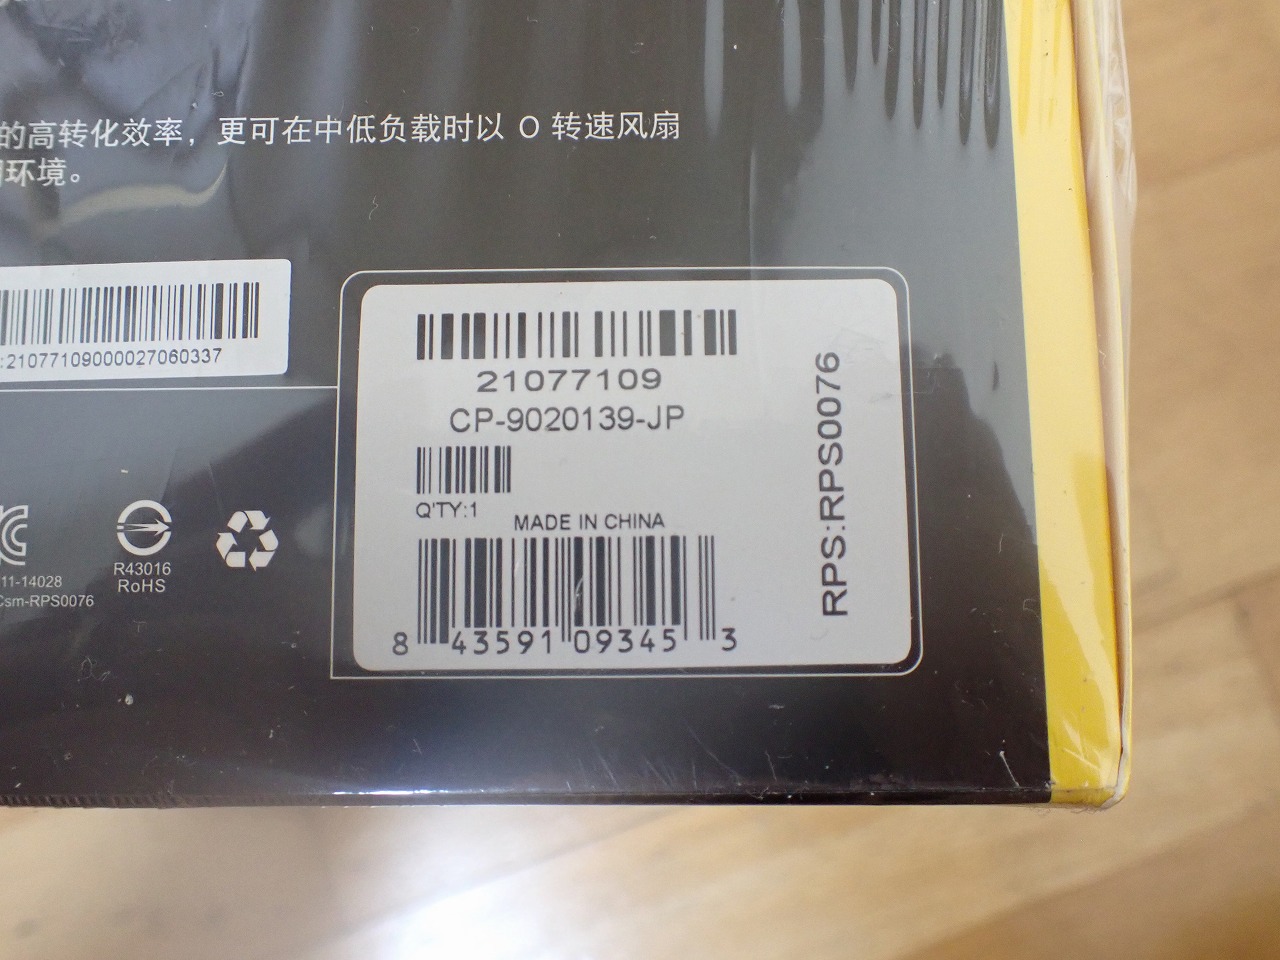 的高转化效率，更可在中低负载时以 O 转速风扇
环境。
:21077109000027060337
21077109
CP-9020139-JP
Q'TY:1
MADE IN CHINA
8 43591 09345 3
RPS:RPS0076
11-14028
Csm-RPS0076
R43016
RoHS